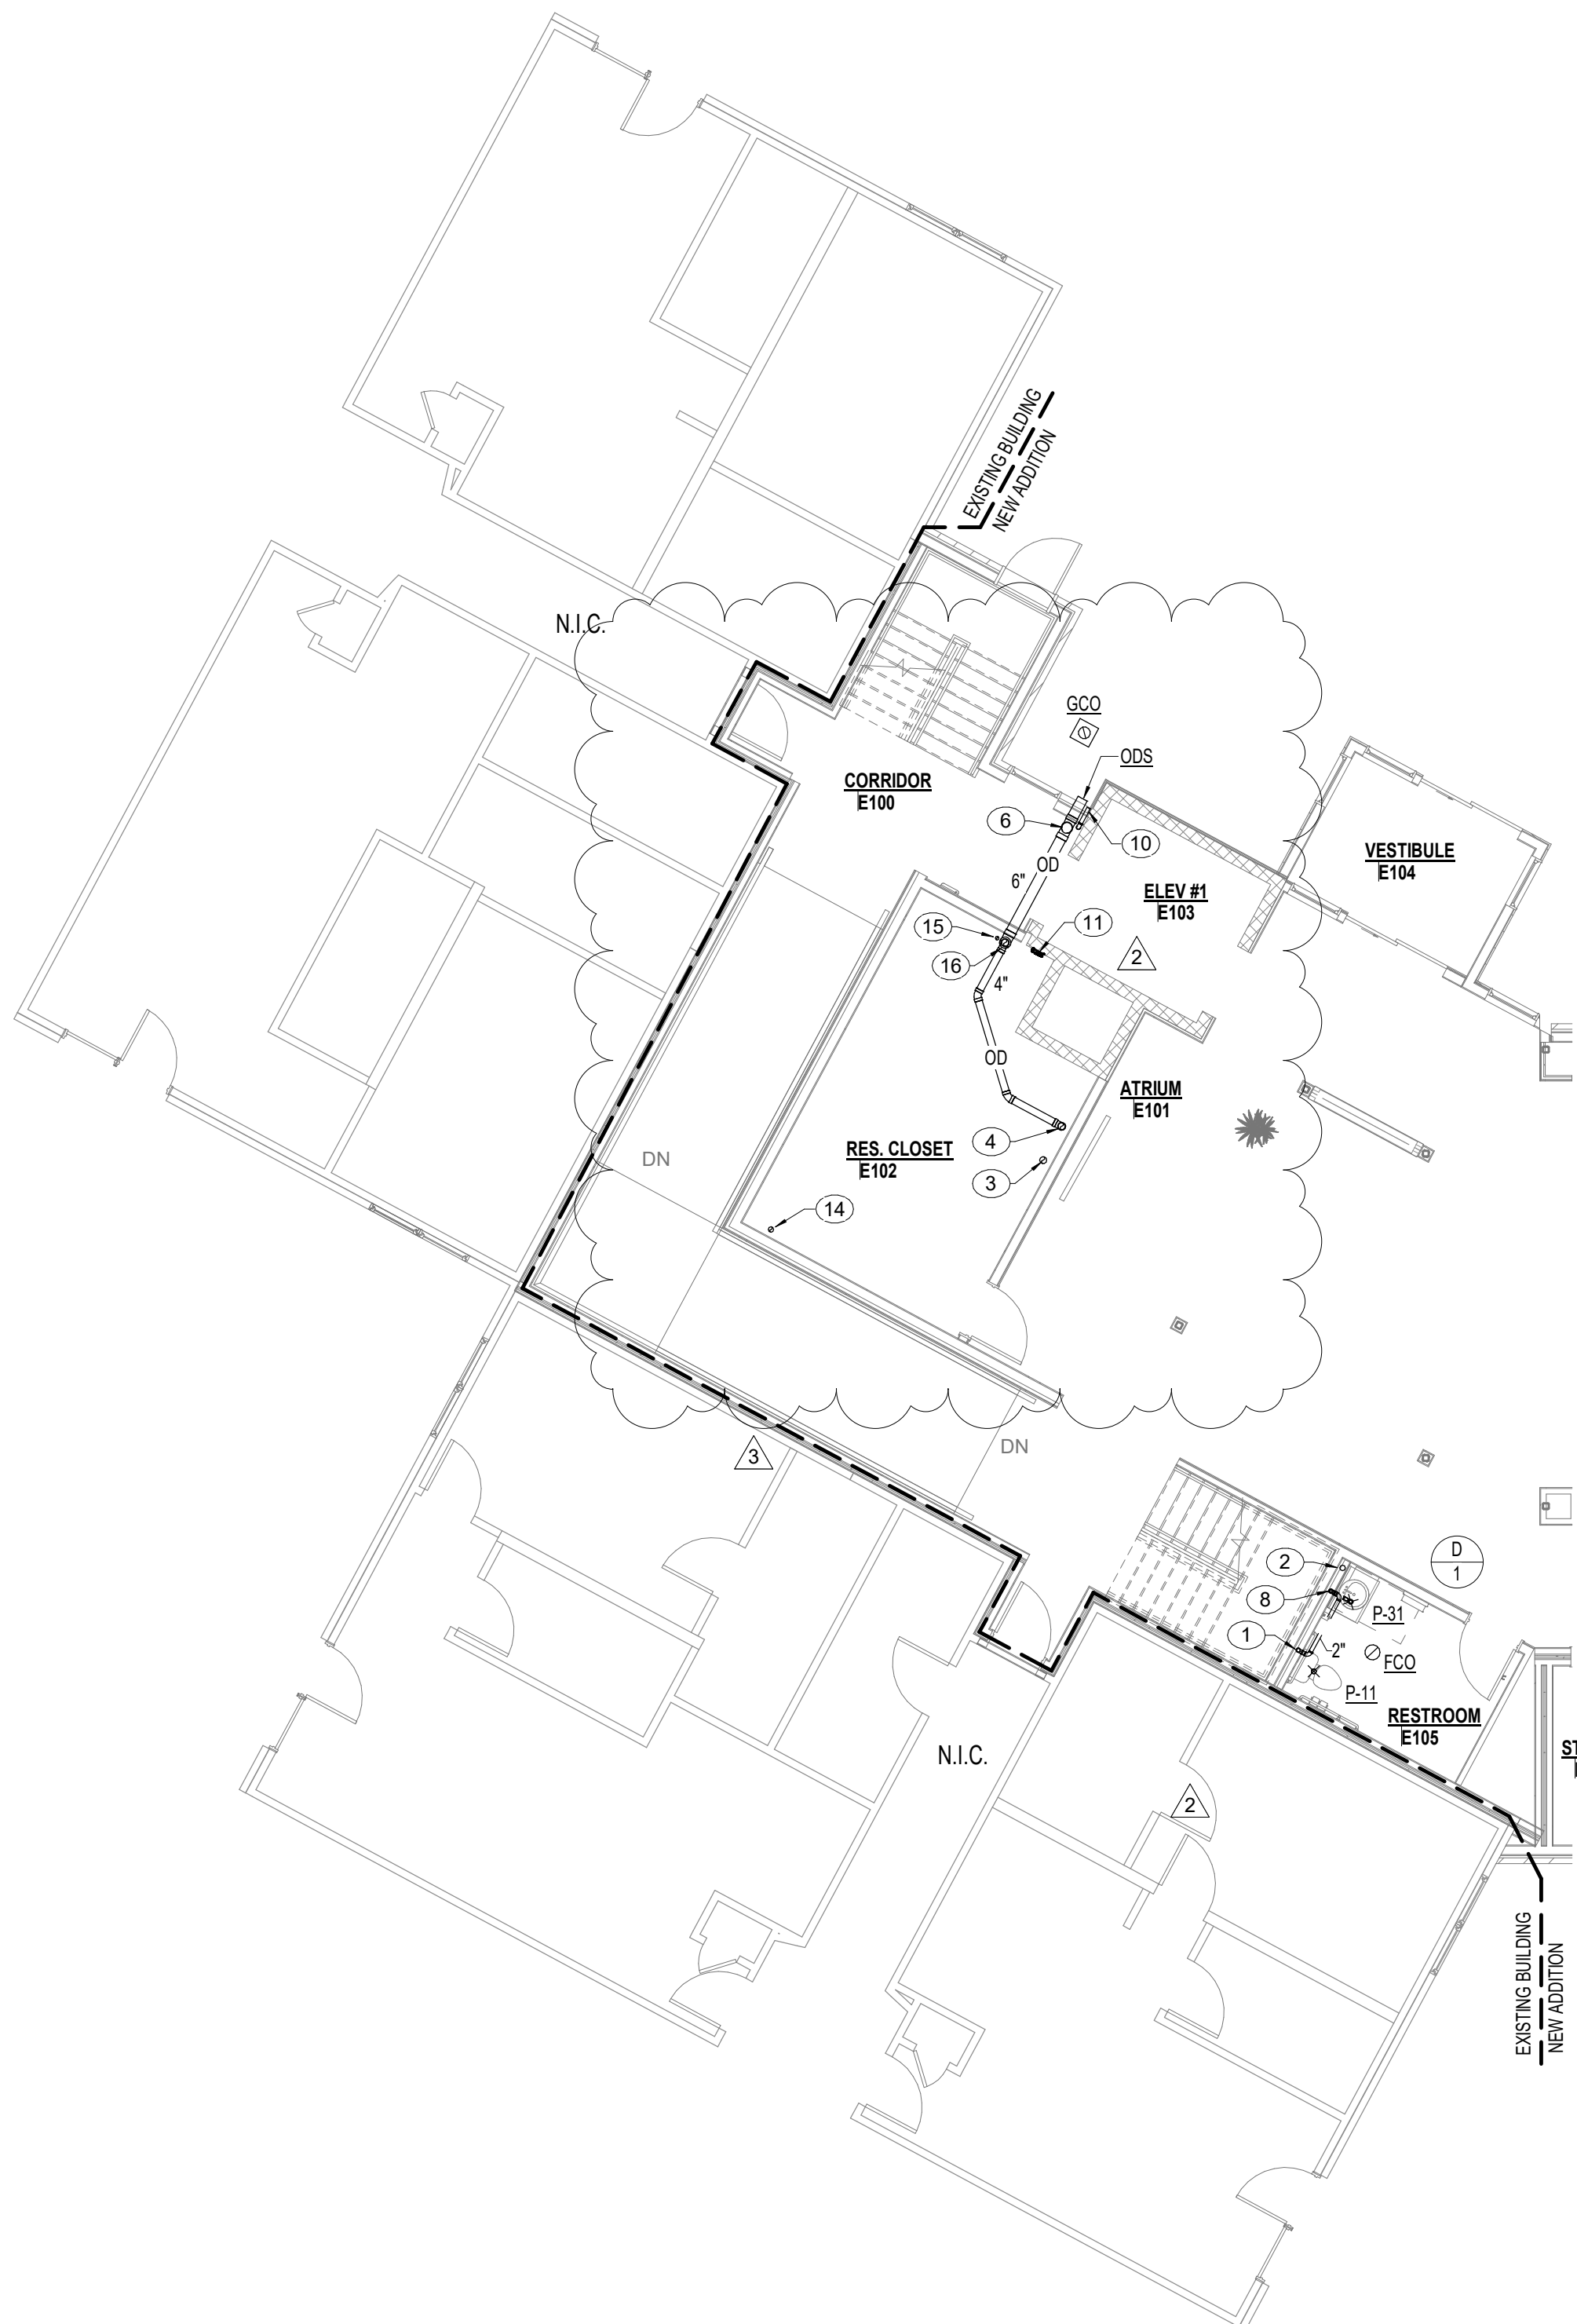 EXISTING BUILDING
NEW ADDITION
N.I.C.
GCO
ODS
CORRIDOR
E100
6
10
VESTIBULE
E104
OD
6"
ELEV #1
E103
15
11
16
2
4"
OD
ATRIUM
E101
4
RES. CLOSET
E102
DN
3
14
DN
3
D
1
2
8
P-31
1
2"
FCO
P-11
RESTROOM
E105
ST
N.I.C.
2
EXISTING BUILDING
NEW ADDITION